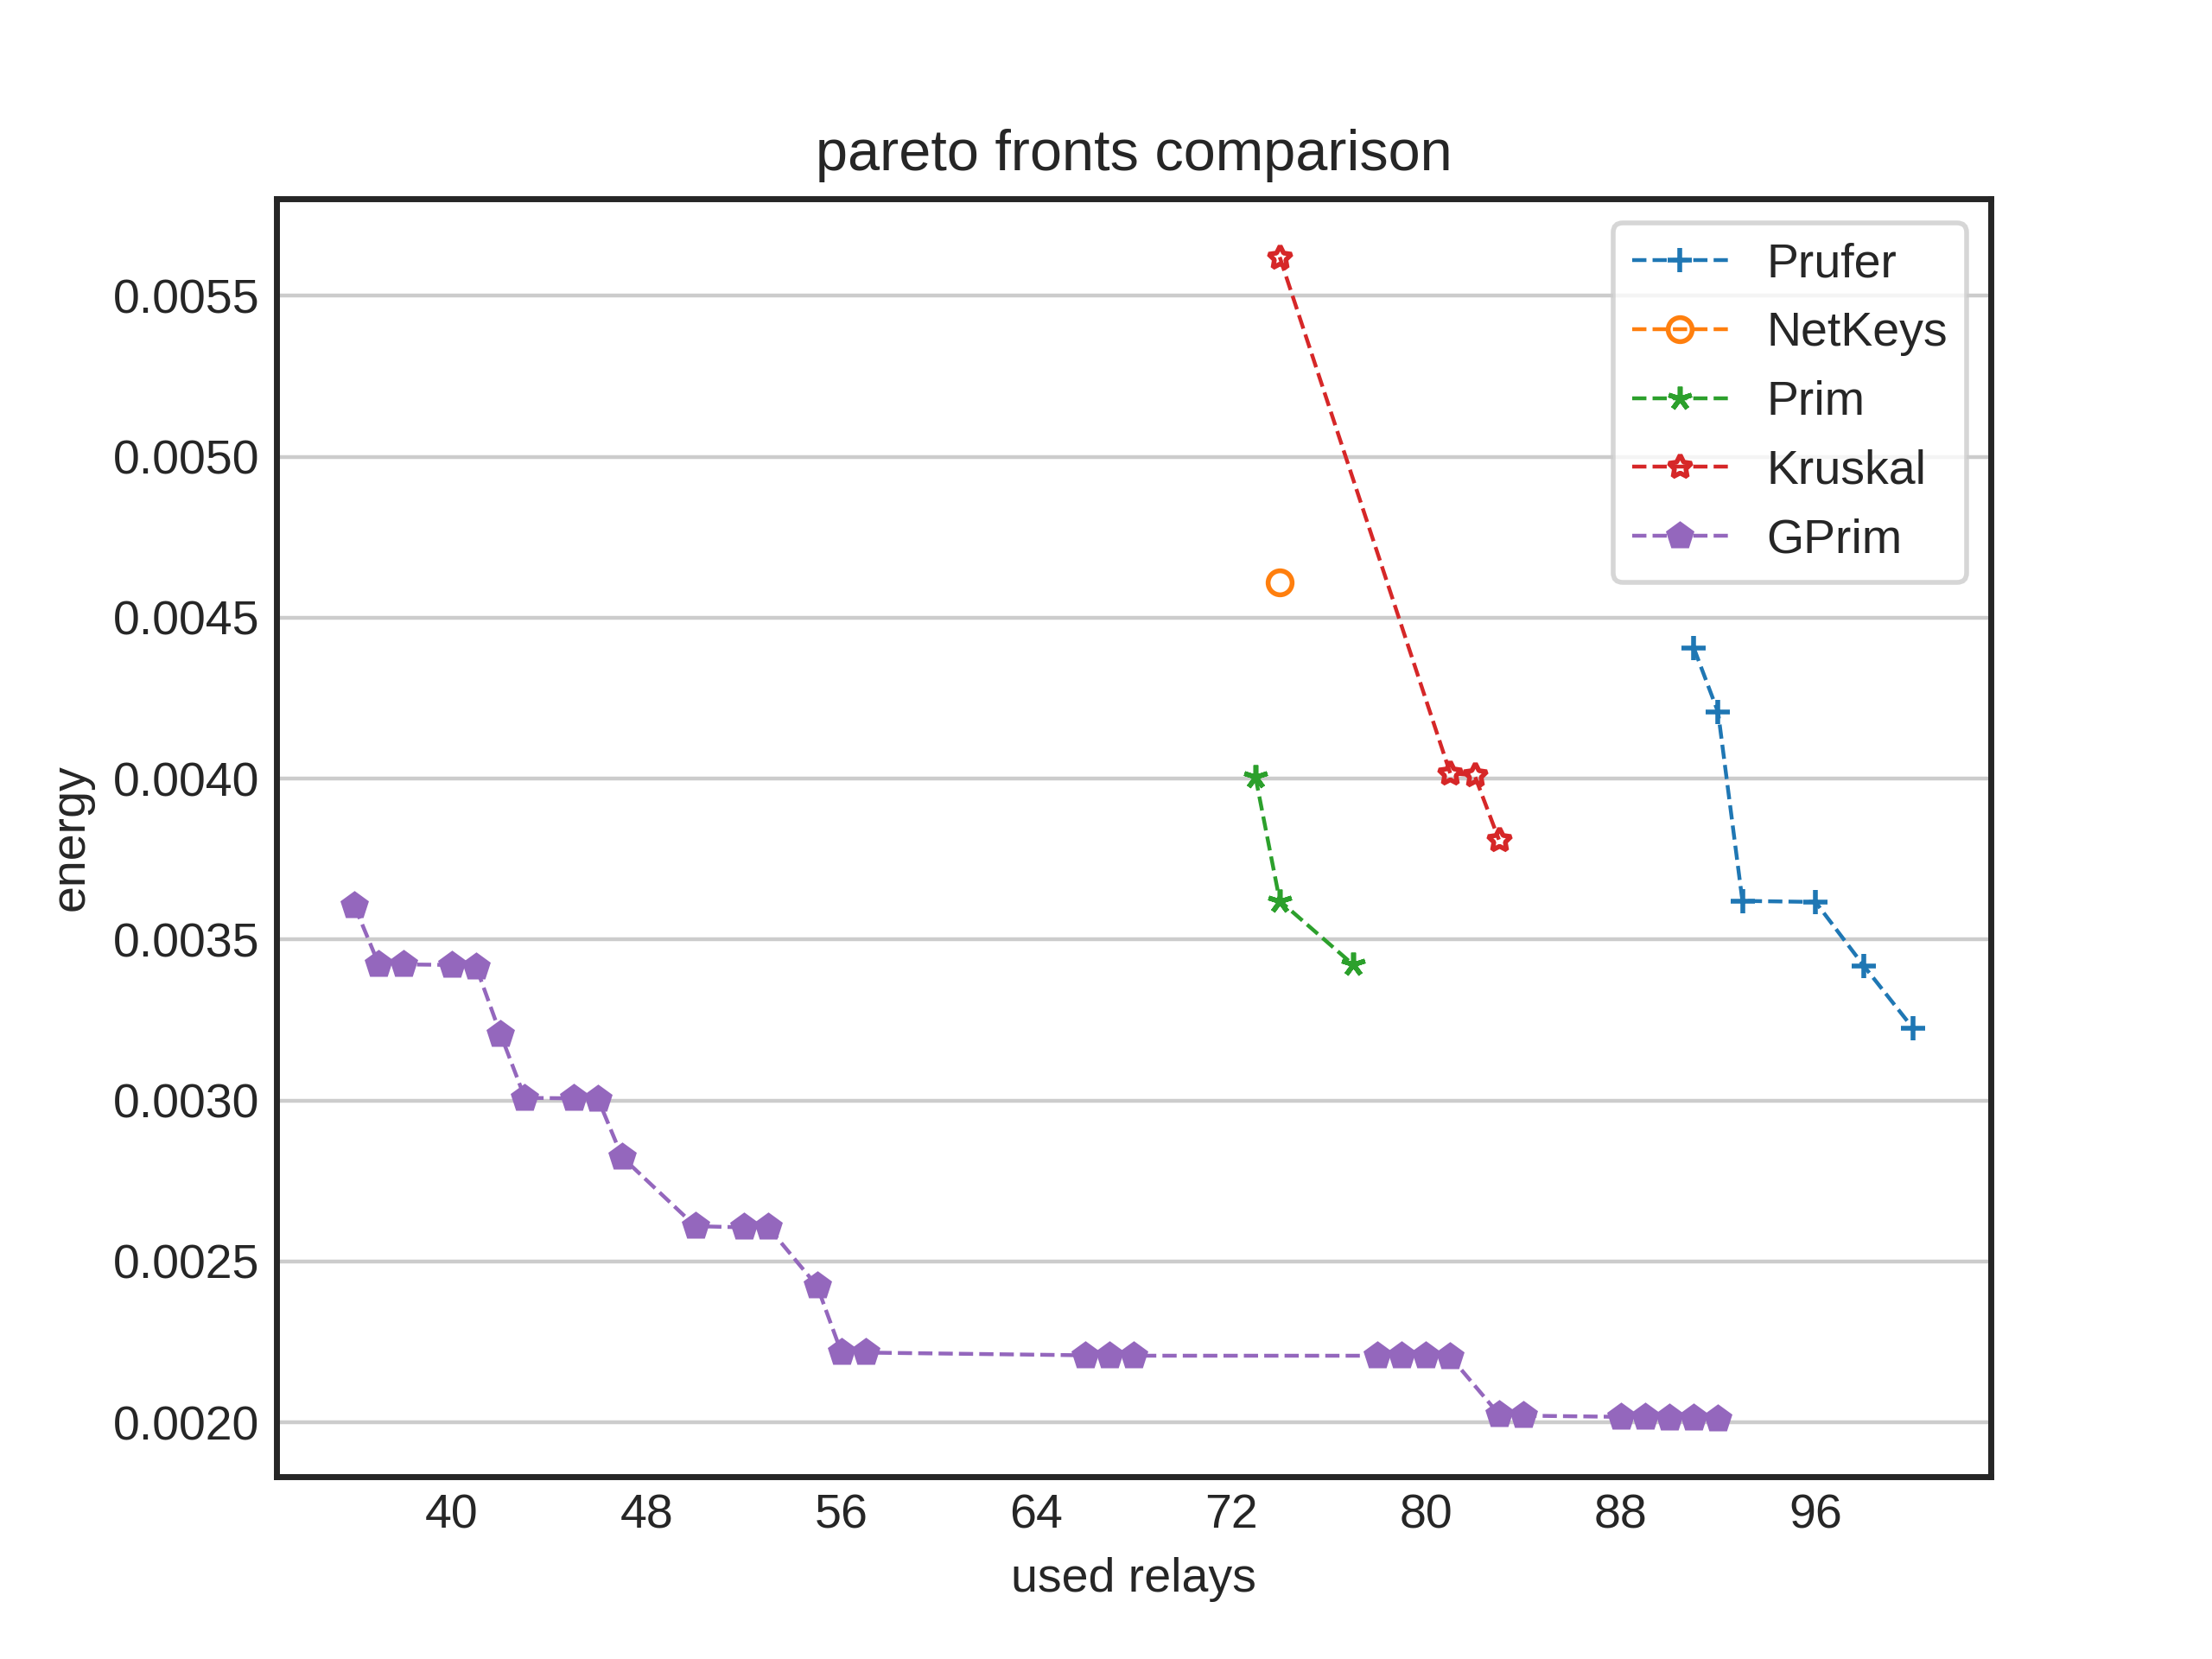 pareto fronts comparison
Prufer
NetKeys
Prim
Kruskal
GPrim
0.0055
0.0050
0.0045
0.0040
0.0035
0.0030
0.0025
0.0020
energy
40 48 56 64 72 80 88 96
used relays